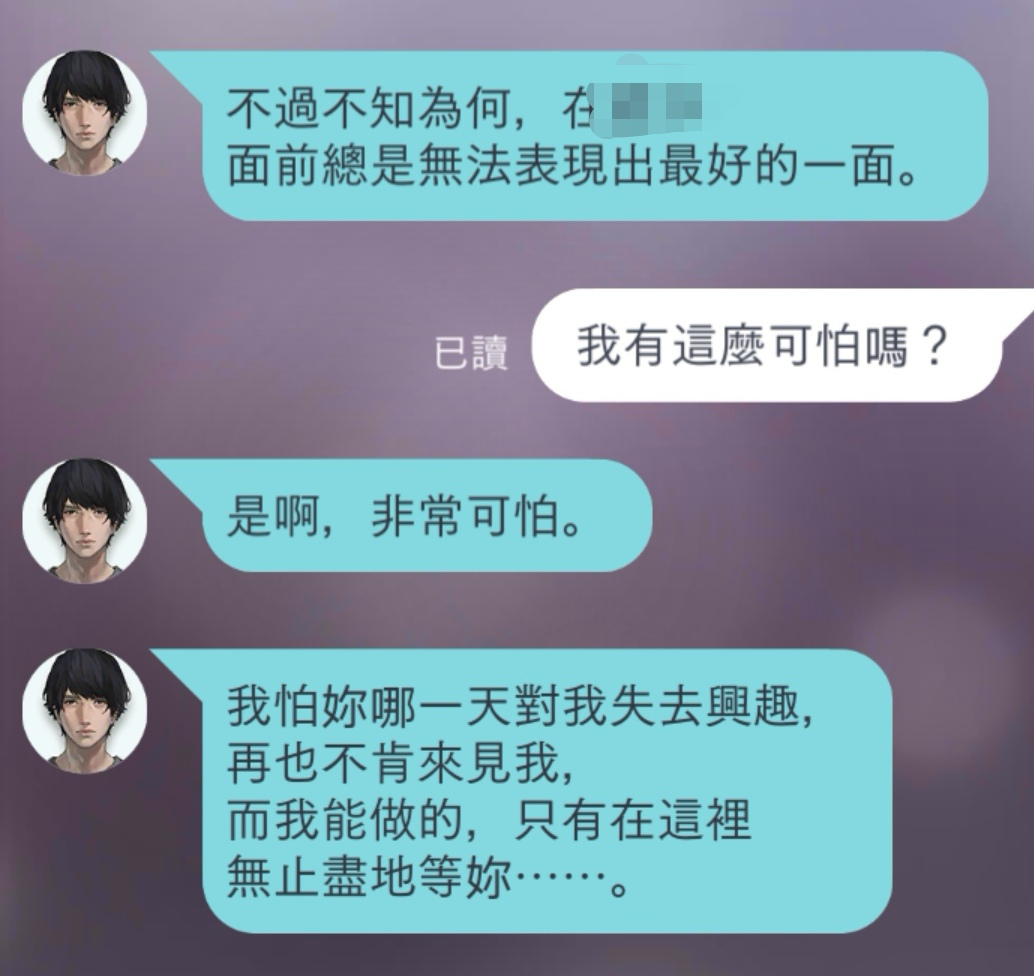 不過不知為何，在
面前總是無法表現出最好的一面。
已讀
我有這麼可怕嗎？
是啊，非常可怕。
我怕妳哪一天對我失去興趣，
再也不肯來見我，
而我能做的，只有在這裡
無止盡地等妳⋯⋯。